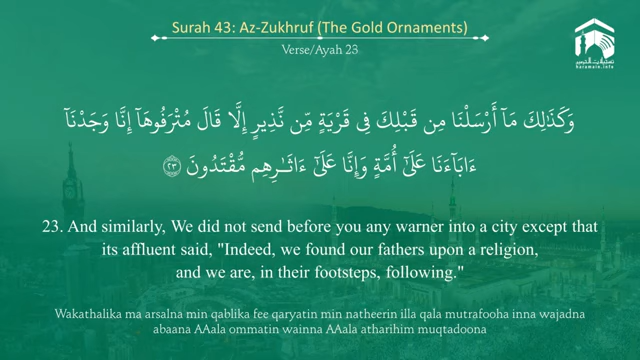 Surah 43: Az-Zukhruf (The Gold Ornaments)
Verse/Ayah 23
haramain.info
وَكَذَٰلِكَ مَآ أَرْسَلْنَا مِن قَبْلِكَ فِى قَرْيَةٍ مِّن نَّذِيرٍ إِلَّا قَالَ مُتْرَفُوهَآ إِنَّا وَجَدْنَآ
ءَابَآءَنَا عَلَىٰٓ أُمَّةٍ وَإِنَّا عَلَىٰٓ ءَاثَـٰرِهِم مُّقْتَدُونَ ٢٣
23. And similarly, We did not send before you any warner into a city except that
its affluent said, "Indeed, we found our fathers upon a religion,
and we are, in their footsteps, following."
Wakathalika ma arsalna min qablika fee qaryatin min natheerin illa qala mutrafooha inna wajadna
abaana AAala ommatin wainna AAala atharihim muqtadoona